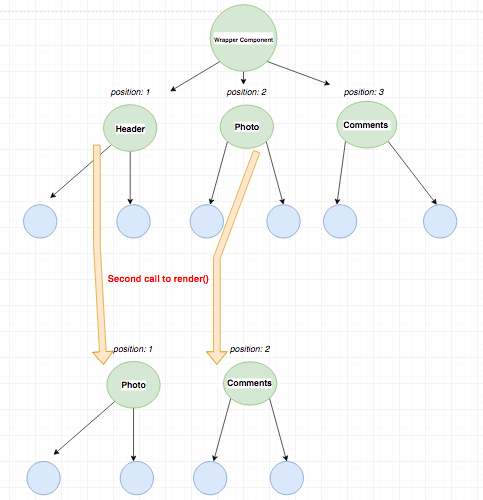 Wrapper Component
position: 1
position: 2
position: 3
Header
Photo
Comments
Second call to render()
position: 1
position: 2
Photo
Comments